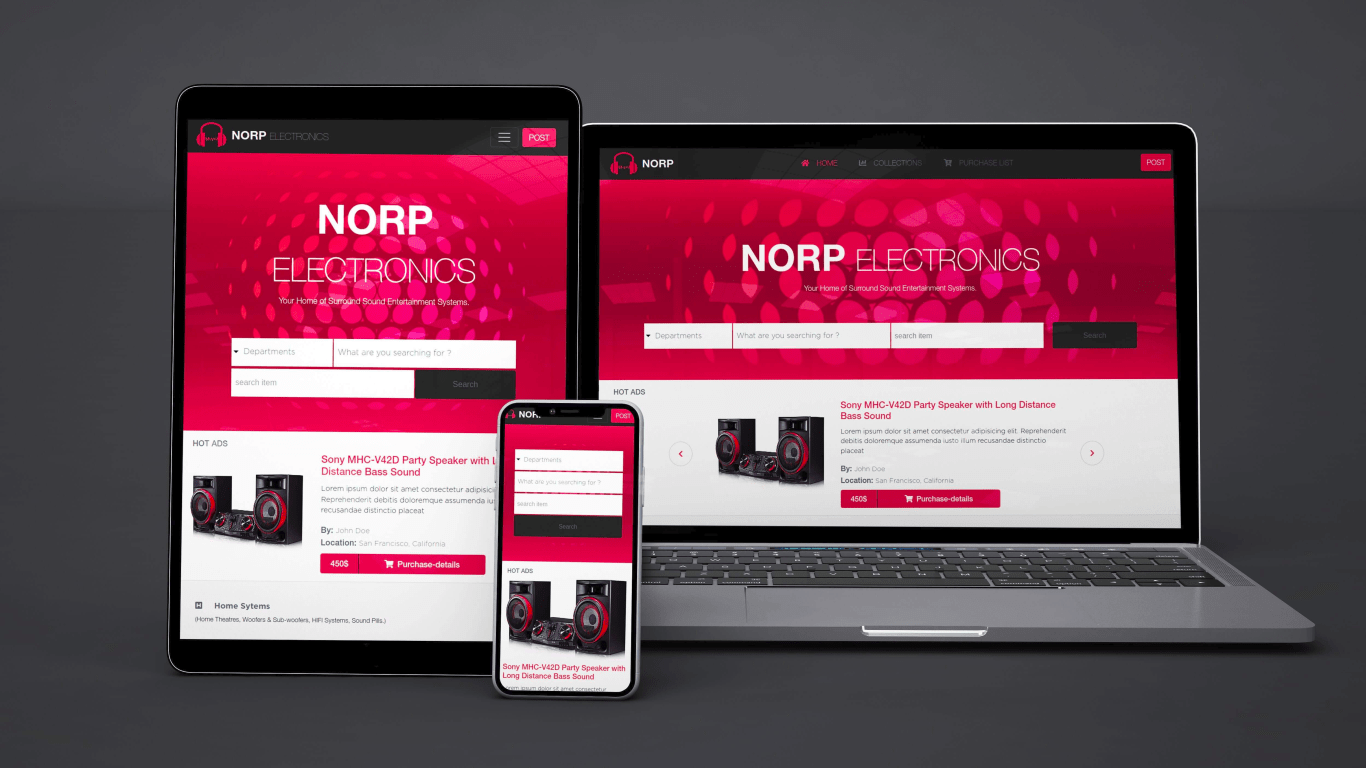 NORP ELECTRONICS
POST
NORP
ELECTRONICS
Your Home of Surround Sound Entertainment Systems.
Departments
What are you searching for ?
search item
Search
HOT ADS
Sony MHC-V42D Party Speaker with L
Distance Bass Sound
Lorem ipsum dolor sit amet consectetur adipisici
Reprehenderit debitis doloremque assumenda iu
recusandae distinctio placeat
By: John Doe
Location: San Francisco, California
450$ Purchase-details
H Home Sytems
(Home Theatres, Woofers & Sub-woofers, HIFI Systems, Sound Pills.)
NOR
POST
Departments
What are you searching for ?
search item
Search
HOT ADS
Sony MHC-V42D Party Speaker with
Long Distance Bass Sound
Lorem ipsum dolor sit amet consectetur
NORP
HOME
COLLECTIONS
PURCHASE LIST
POST
NORP ELECTRONICS
Your Home of Surround Sound Entertainment Systems.
Departments
What are you searching for ?
search item
Search
HOT ADS
Sony MHC-V42D Party Speaker with Long Distance
Bass Sound
Lorem ipsum dolor sit amet consectetur adipisicing elit. Reprehenderit
debitis doloremque assumenda iusto illum recusandae distinctio
placeat
By: John Doe
Location: San Francisco, California
450$ Purchase-details